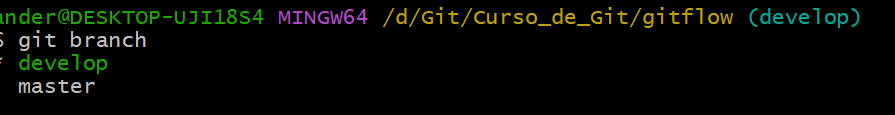 ander@DESKTOP-UJI18S4 MINGW64 /d/Git/Curso_de_Git/gitflow (develop)
$ git branch
* develop
master